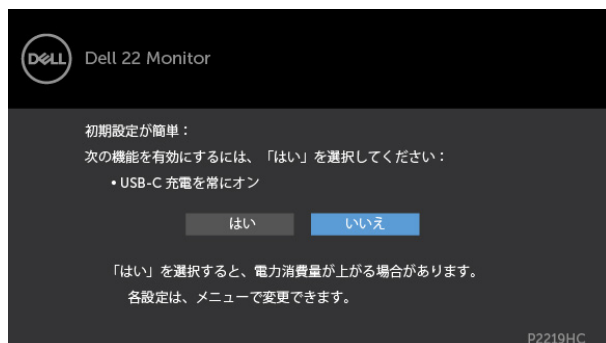 DELL Dell 22 Monitor
初期設定が簡単：
次の機能を有効にするには、「はい」を選択してください：
•USB-C 充電を常にオン
はい いいえ
「はい」を選択すると、電力消費量が上がる場合があります。
各設定は、メニューで変更できます。
P2219HC